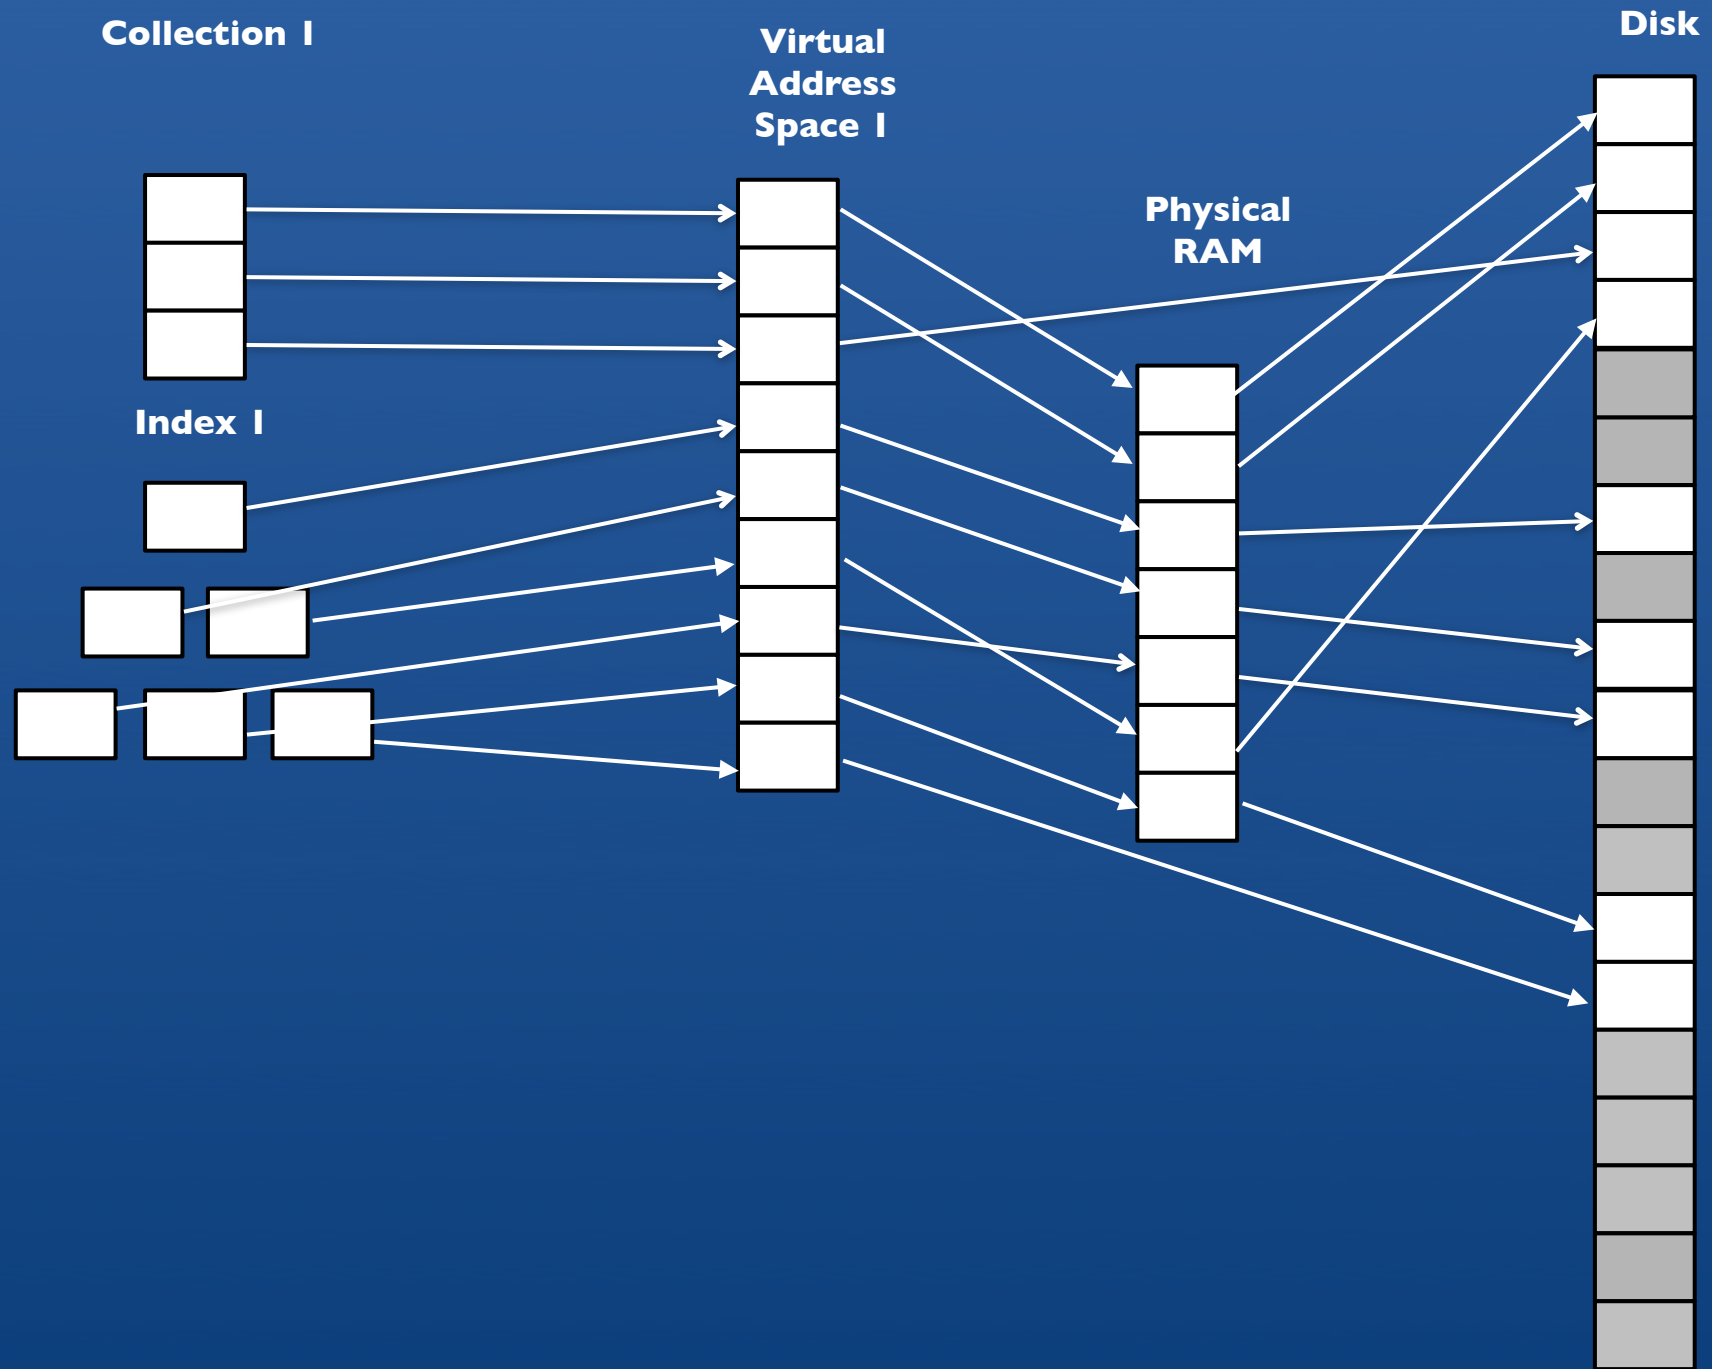 Collection 1
Virtual
Address
Space 1
Disk
Physical
RAM
Index 1